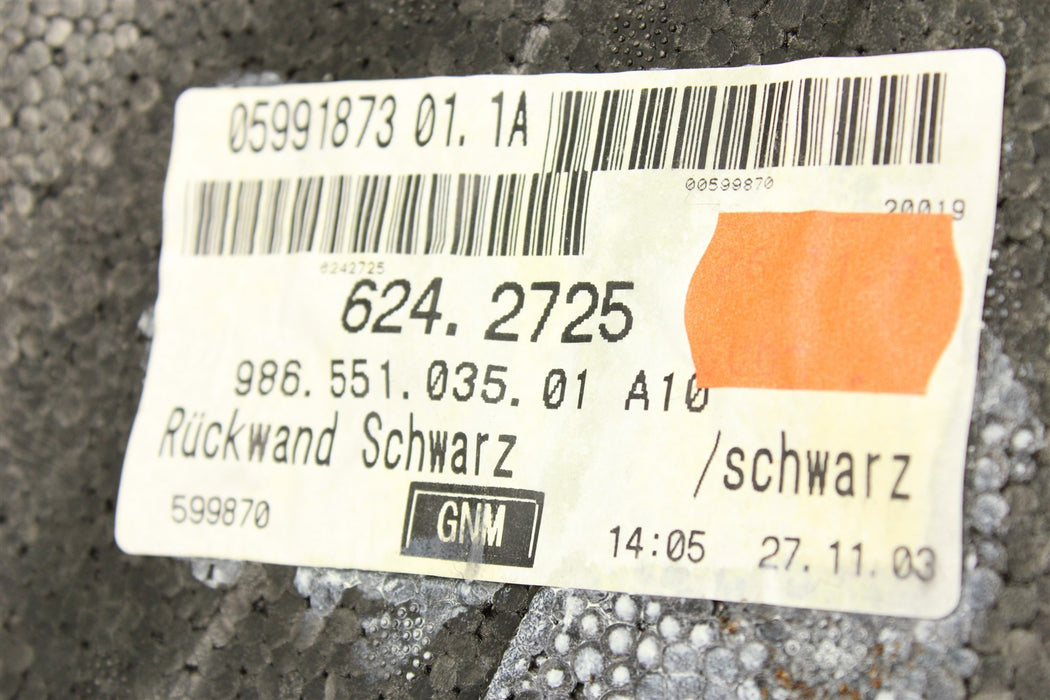 05991873 01. 1A
00599870
20019
6242725
624. 2725
986. 551. 035. 01 A10
Rückwand Schwarz /schwarz
599870 GNM 14:05 27. 11. 03